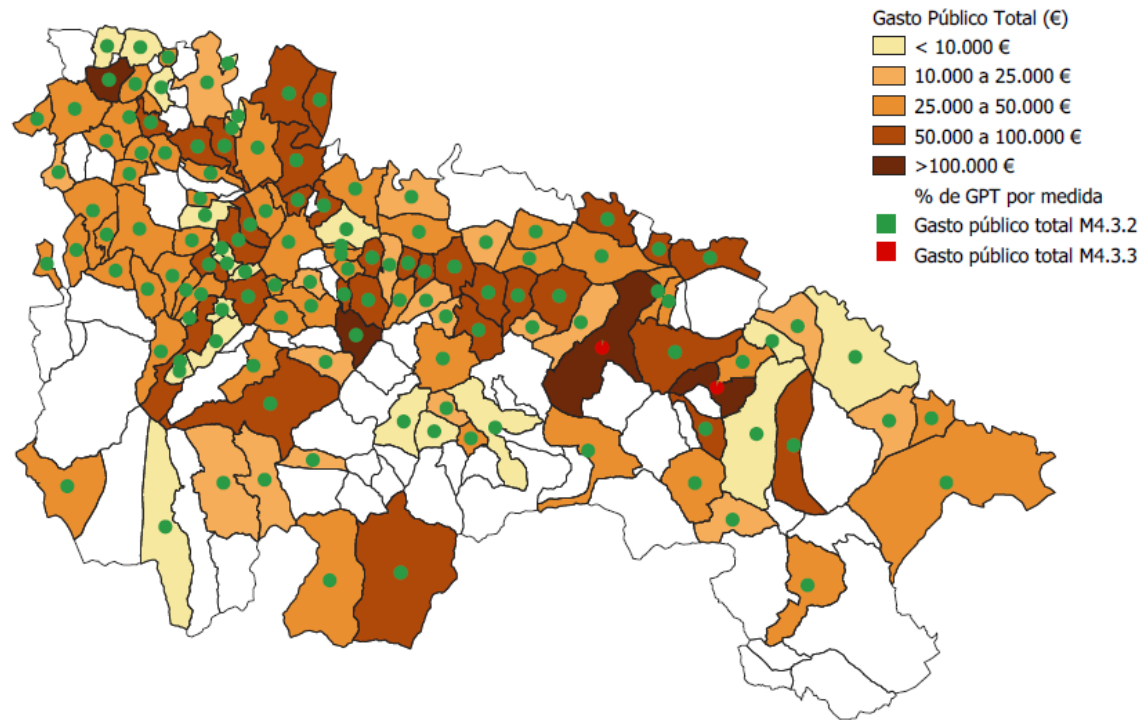 Gasto Público Total (€)
< 10.000 €
10.000 a 25.000 €
25.000 a 50.000 €
50.000 a 100.000 €
>100.000 €
% de GPT por medida
Gasto público total M4.3.2
Gasto público total M4.3.3